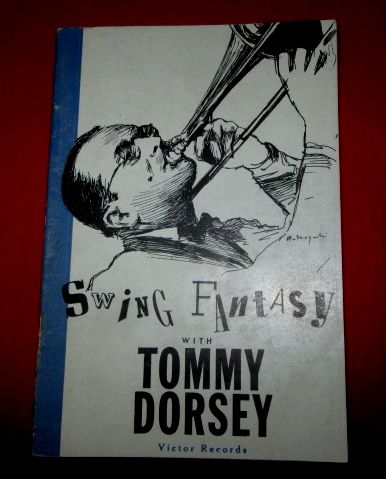 Swing Fantasy
WITH
TOMMY
DORSEY
Victor Records